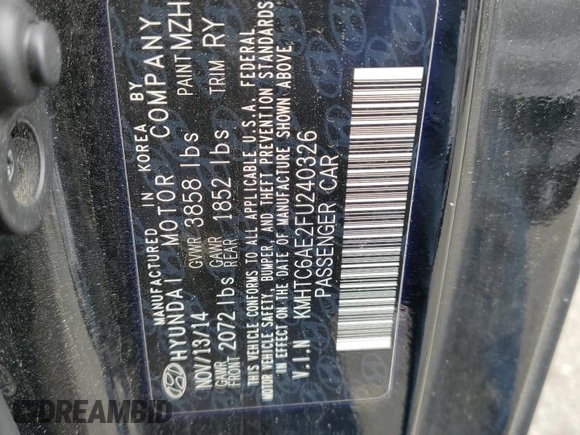 MANUFACTURED IN KOREA BY
HYUNDAI MOTOR COMPANY
NOV/13/14 GVWR 3858 lbs PAINT MZH
GAWR FRONT 2072 lbs GAWR REAR 1852 lbs TRIM RY
THIS VEHICLE CONFORMS TO ALL APPLICABLE U.S.A. FEDERAL
MOTOR VEHICLE SAFETY, BUMPER, AND THEFT PREVENTION STANDARDS
IN EFFECT ON THE DATE OF MANUFACTURE SHOWN ABOVE.
V.I.N KMHTC6AE2FU240326
PASSENGER CAR
DREAMBID